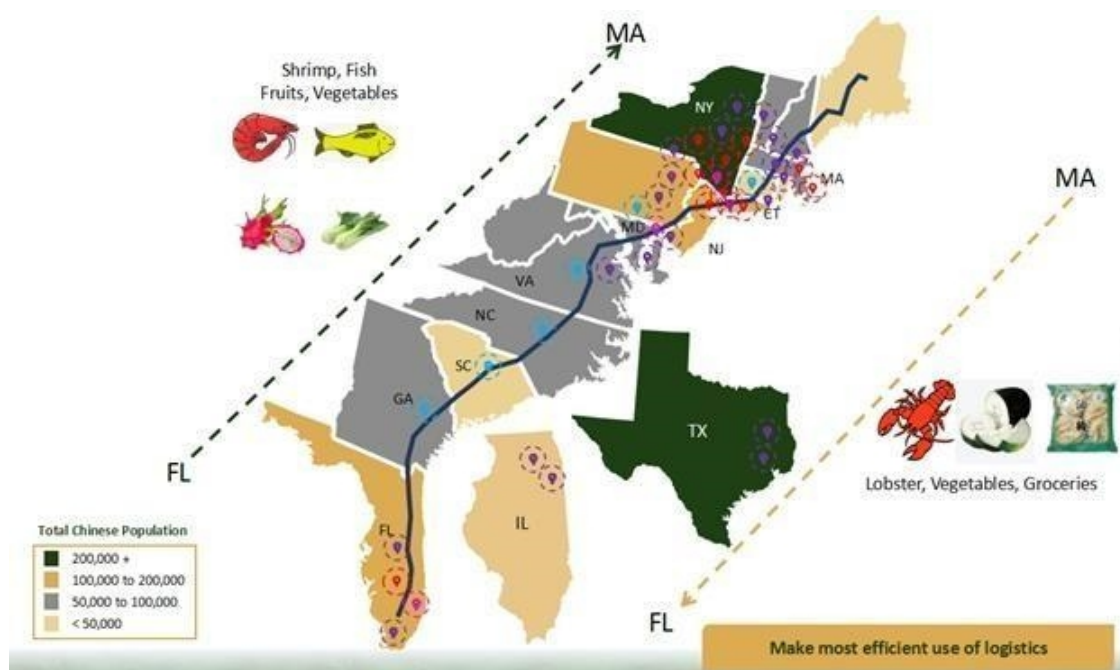 MA
Shrimp, Fish
Fruits, Vegetables
NY
MA
MA
CT
MD
NJ
VA
NC
SC
GA
TX
FL
Lobster, Vegetables, Groceries
IL
FL
Total Chinese Population
200,000 +
100,000 to 200,000
50,000 to 100,000
< 50,000
FL
Make most efficient use of logistics